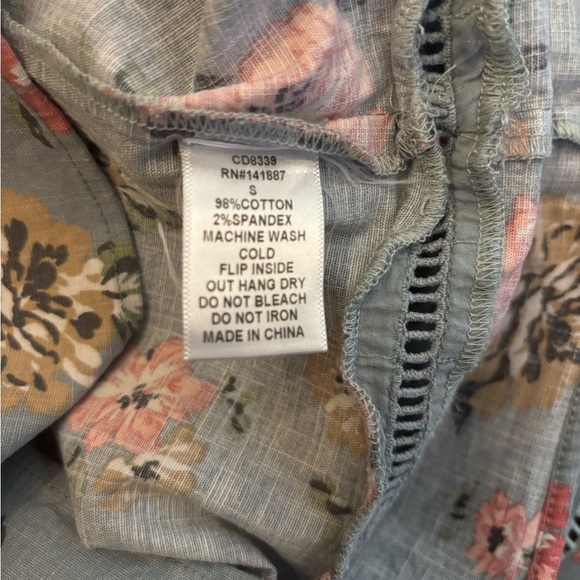 CD8339
RN#141887
S
98%COTTON
2%SPANDEX
MACHINE WASH
COLD
FLIP INSIDE
OUT HANG DRY
DO NOT BLEACH
DO NOT IRON
MADE IN CHINA